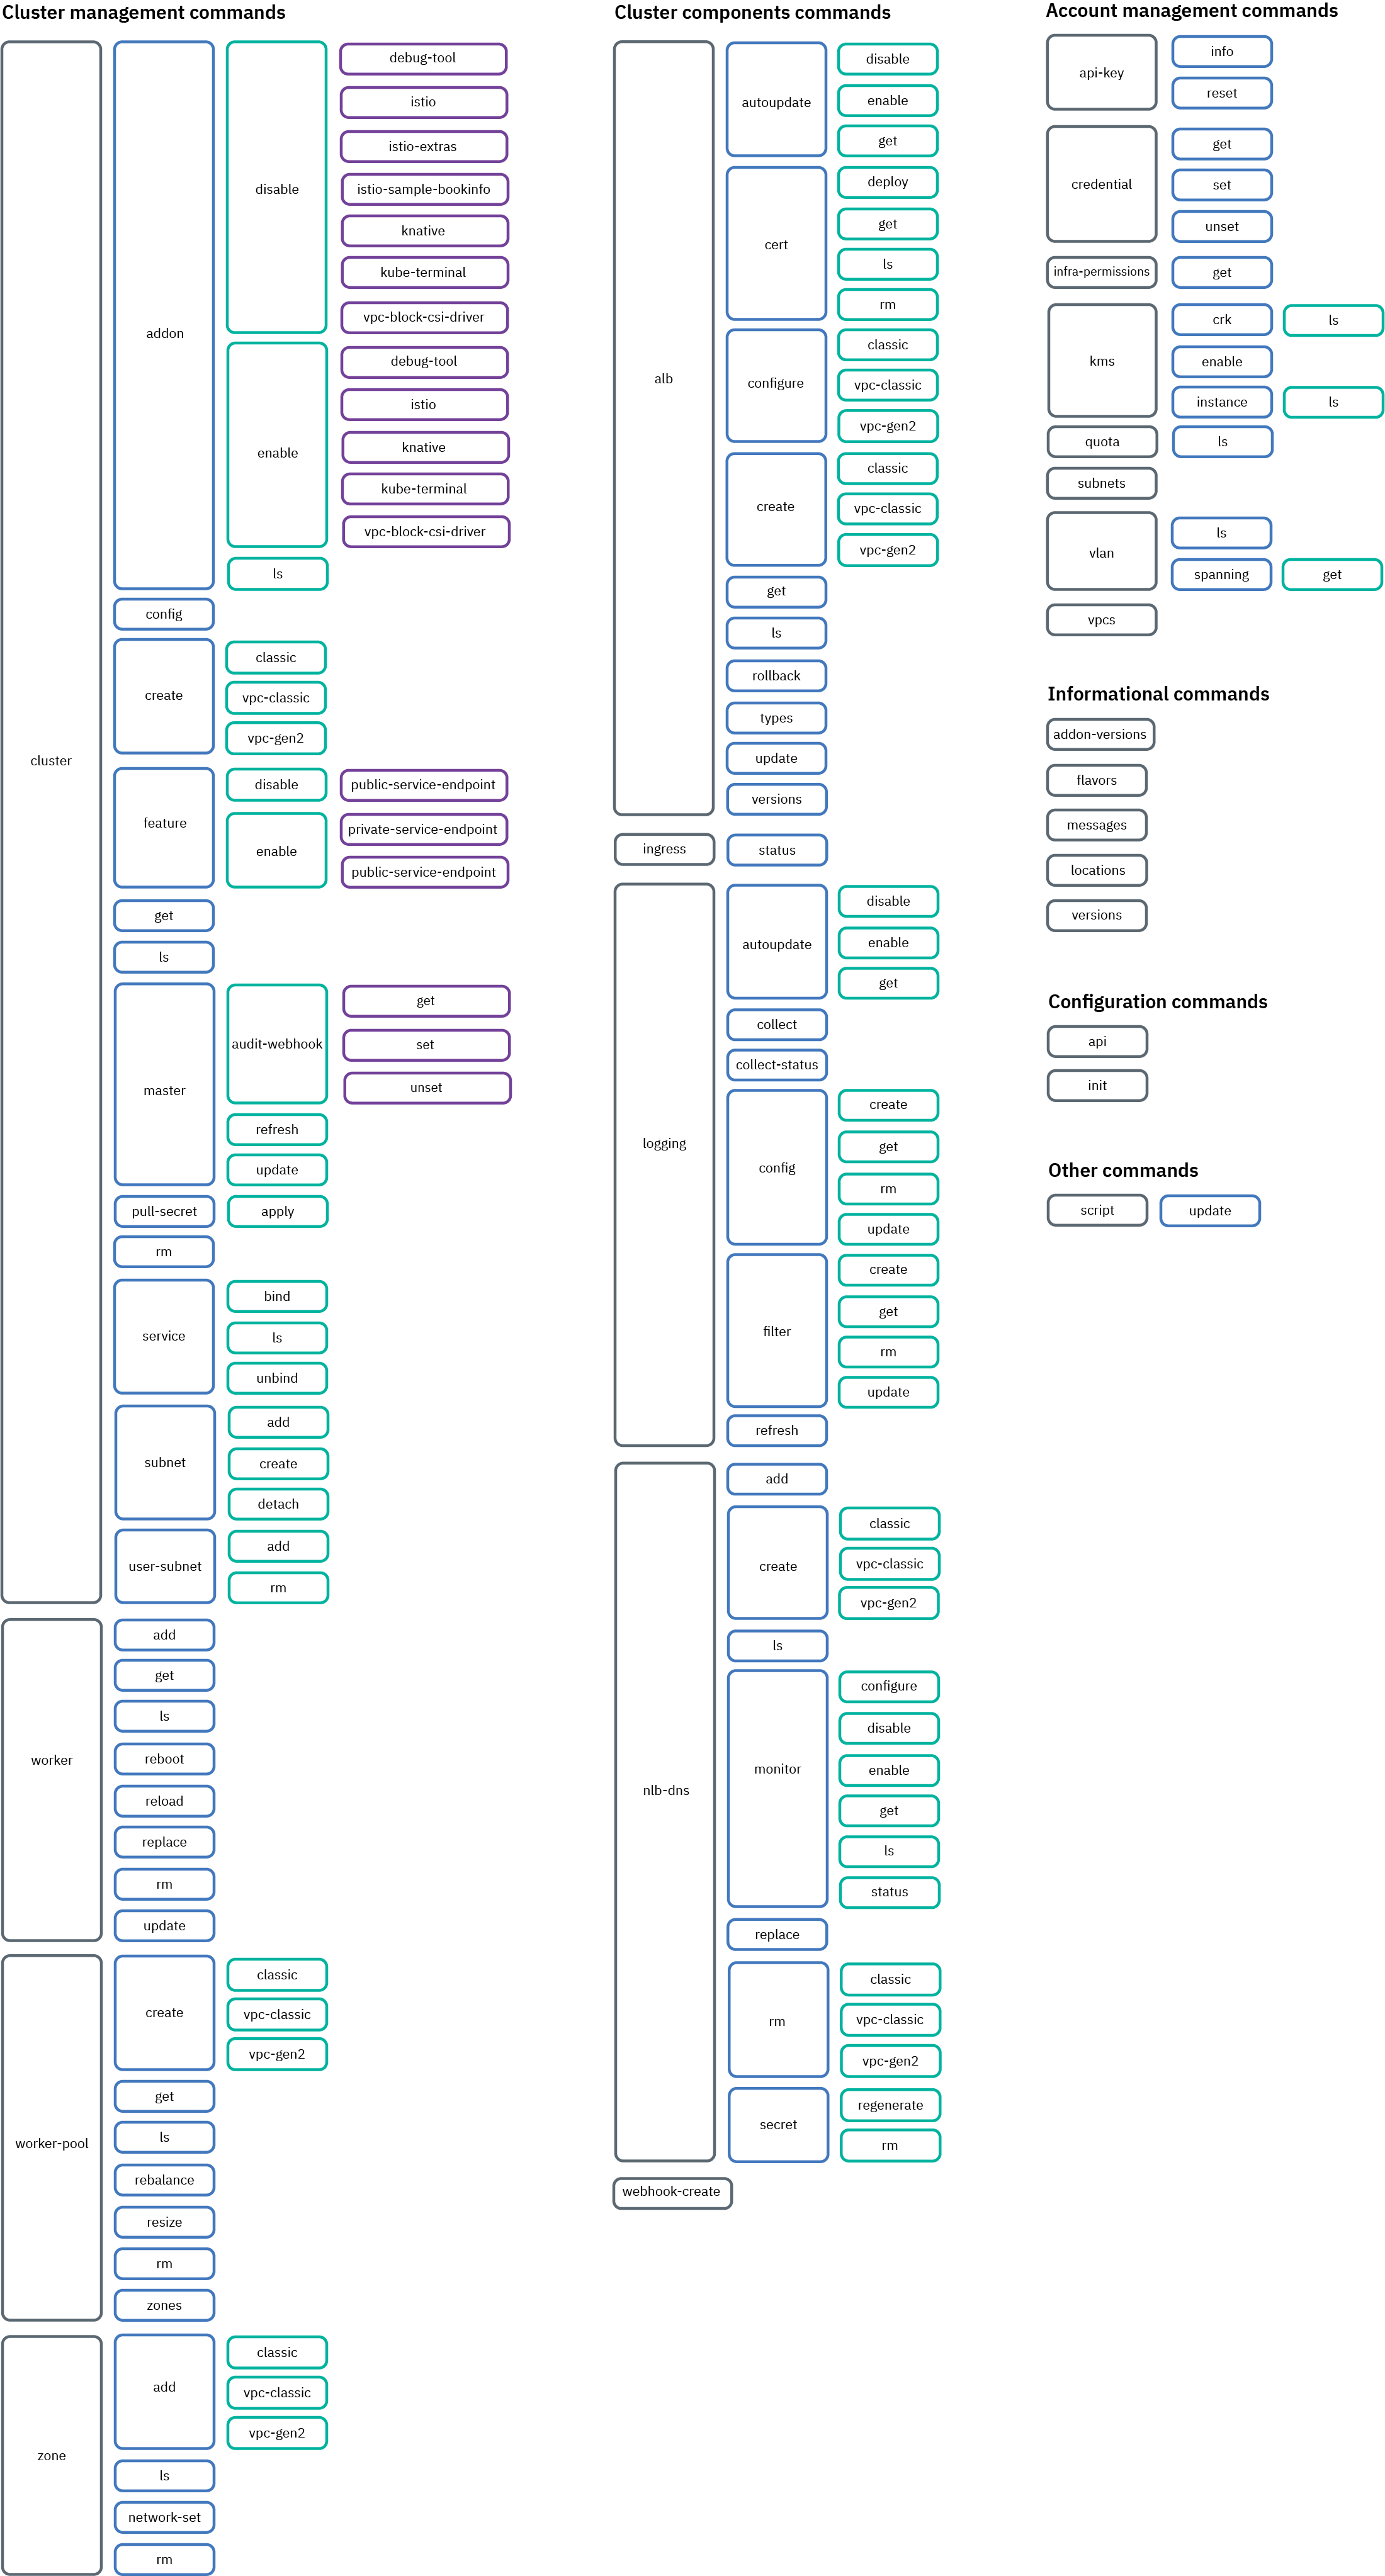 Cluster management commands
cluster
addon
disable
debug-tool
istio
istio-extras
istio-sample-bookinfo
knative
kube-terminal
vpc-block-csi-driver
enable
debug-tool
istio
knative
kube-terminal
vpc-block-csi-driver
ls
config
create
classic
vpc-classic
vpc-gen2
feature
disable
public-service-endpoint
enable
private-service-endpoint
public-service-endpoint
get
ls
master
audit-webhook
get
set
unset
refresh
update
pull-secret
apply
rm
service
bind
ls
unbind
subnet
add
create
detach
user-subnet
add
rm
worker
add
get
ls
reboot
reload
replace
rm
update
worker-pool
create
classic
vpc-classic
vpc-gen2
get
ls
rebalance
resize
rm
zones
zone
add
classic
vpc-classic
vpc-gen2
ls
network-set
rm
Cluster components commands
alb
autoupdate
disable
enable
get
cert
deploy
get
ls
rm
configure
classic
vpc-classic
vpc-gen2
create
classic
vpc-classic
vpc-gen2
get
ls
rollback
types
update
versions
ingress
status
logging
autoupdate
disable
enable
get
collect
collect-status
config
create
get
rm
update
filter
create
get
rm
update
refresh
nlb-dns
add
create
classic
vpc-classic
vpc-gen2
ls
monitor
configure
disable
enable
get
ls
status
replace
rm
classic
vpc-classic
vpc-gen2
secret
regenerate
rm
webhook-create
Account management commands
api-key
info
reset
credential
get
set
unset
infra-permissions
get
kms
crk
ls
enable
instance
ls
quota
ls
subnets
vlan
ls
spanning
get
vpcs
Informational commands
addon-versions
flavors
messages
locations
versions
Configuration commands
api
init
Other commands
script
update